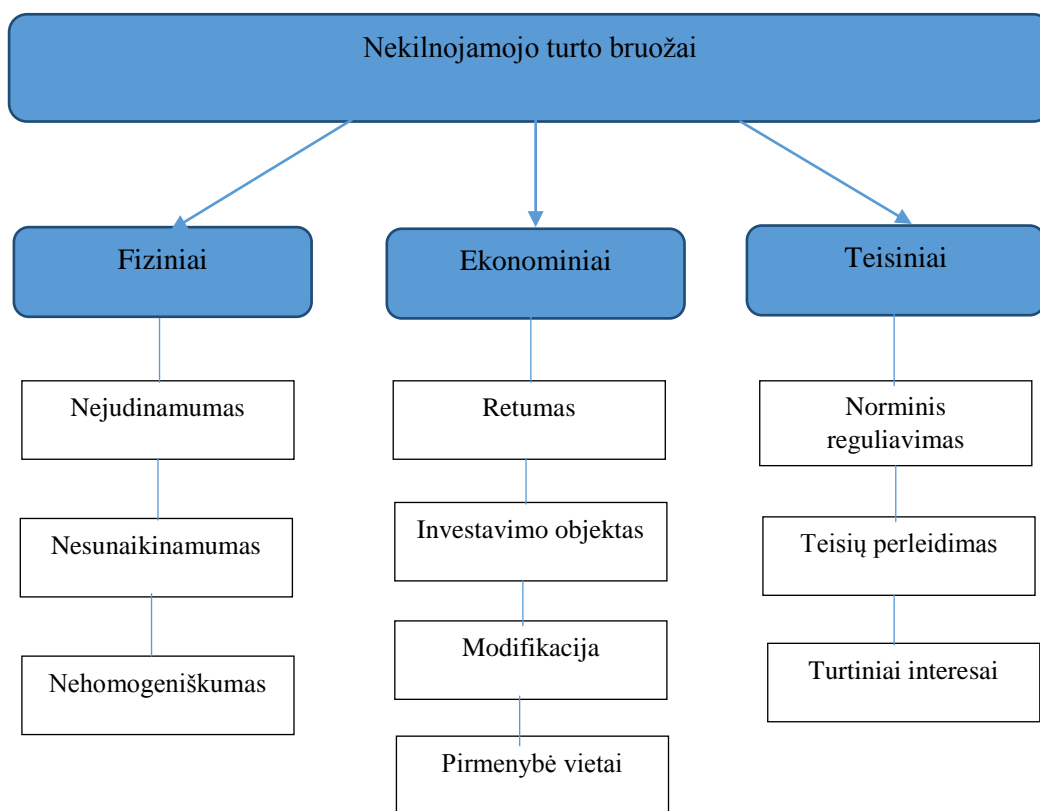 Nekilnojamojo turto bruožai
Fiziniai
Ekonominiai
Teisiniai
Nejudinamumas
Retumas
Norminis
reguliavimas
Nesunaikinamumas
Investavimo objektas
Teisių perleidimas
Nehomogeniškumas
Modifikacija
Turtiniai interesai
Pirmenybė vietai